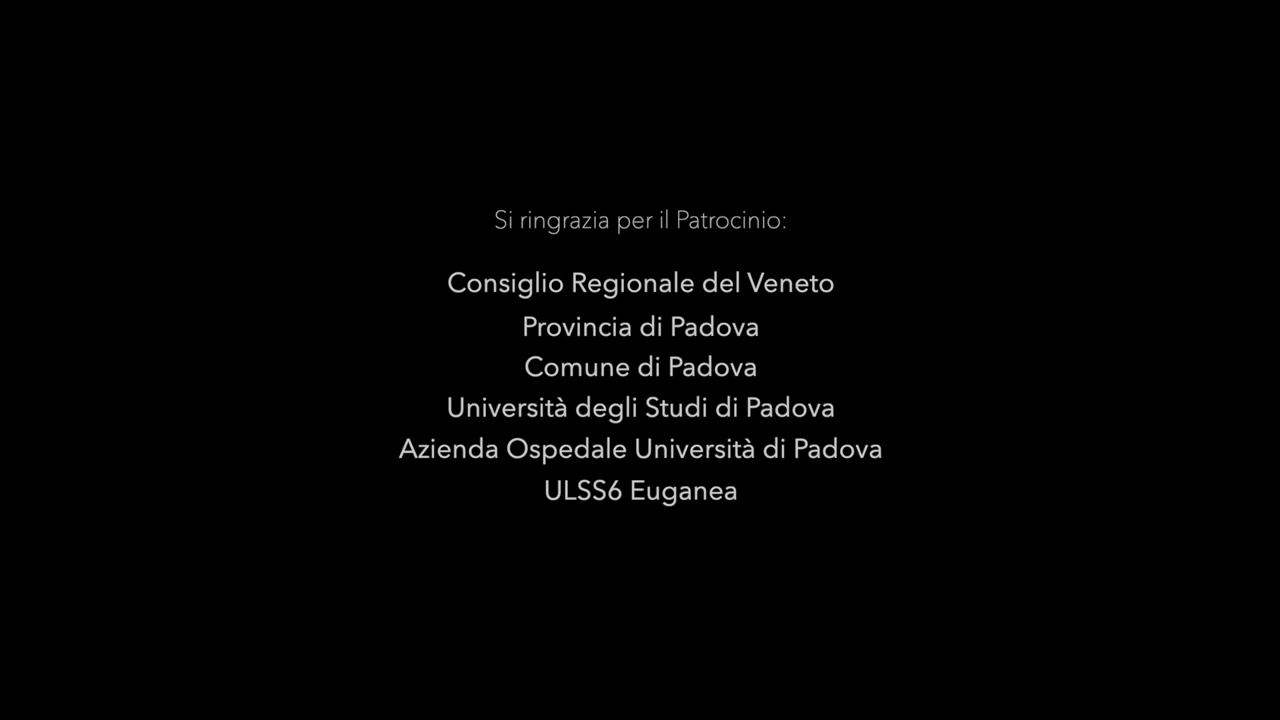 Si ringrazia per il Patrocinio:
Consiglio Regionale del Veneto
Provincia di Padova
Comune di Padova
Università degli Studi di Padova
Azienda Ospedale Università di Padova
ULSS6 Euganea